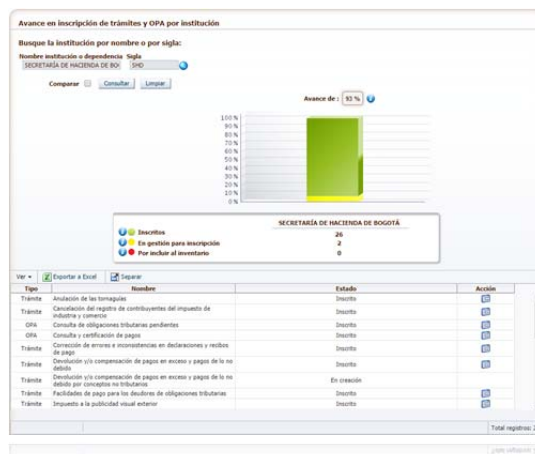 Avance en inscripción de trámites y OPA por institución
Busque la institución por nombre o por sigla:
Nombre institución o dependencia Sigla
SECRETARÍA DE HACIENDA DE BO SHD
Comparar Consultar Limpiar
Avance de : 93 %
100 %
90 %
80 %
70 %
60 %
50 %
40 %
30 %
20 %
10 %
0 %
SECRETARÍA DE HACIENDA DE BOGOTÁ
Inscritos 26
En gestión para inscripción 2
Por incluir al inventario 0
Ver Exportar a Excel Separar
Tipo Nombre Estado Acción
Trámite Anulación de las tornaguías Inscrito
Trámite Cancelación del registro de contribuyentes del impuesto de
industria y comercio Inscrito
OPA Consulta de obligaciones tributarias pendientes Inscrito
OPA Consulta y certificación de pagos Inscrito
Trámite Corrección de errores e inconsistencias en declaraciones y recibos
de pago Inscrito
Trámite Devolución y/o compensación de pagos en exceso y pagos de lo no
debido Inscrito
Trámite Devolución y/o compensación de pagos en exceso y pagos de lo no
debido por conceptos no tributarios En creación
Trámite Facilidades de pago para los deudores de obligaciones tributarias Inscrito
Trámite Impuesto a la publicidad visual exterior Inscrito
Total registros: 2